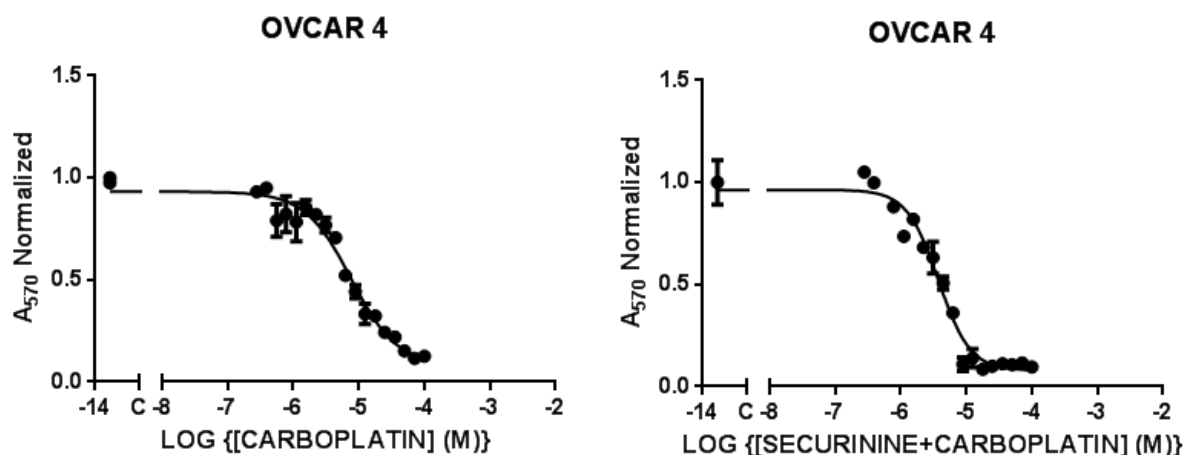 OVCAR 4
1.5
1.0
0.5
0.0
A570 Normalized
-14 C -8 -7 -6 -5 -4 -3 -2
LOG {[CARBOPLATIN] (M)}
OVCAR 4
1.5
1.0
0.5
0.0
A570 Normalized
-14 C -8 -7 -6 -5 -4 -3 -2
LOG {[SECURININE+CARBOPLATIN] (M)}